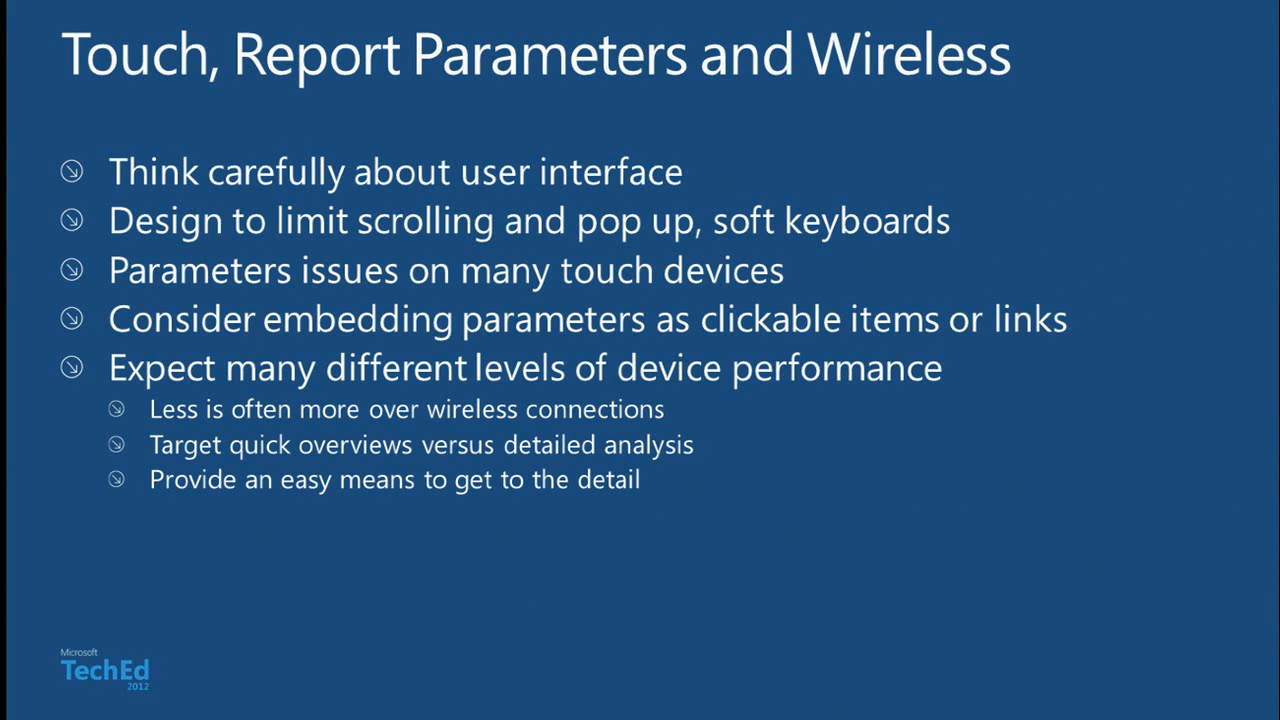 Touch, Report Parameters and Wireless
Think carefully about user interface
Design to limit scrolling and pop up, soft keyboards
Parameters issues on many touch devices
Consider embedding parameters as clickable items or links
Expect many different levels of device performance
Less is often more over wireless connections
Target quick overviews versus detailed analysis
Provide an easy means to get to the detail
Microsoft
TechEd
2012